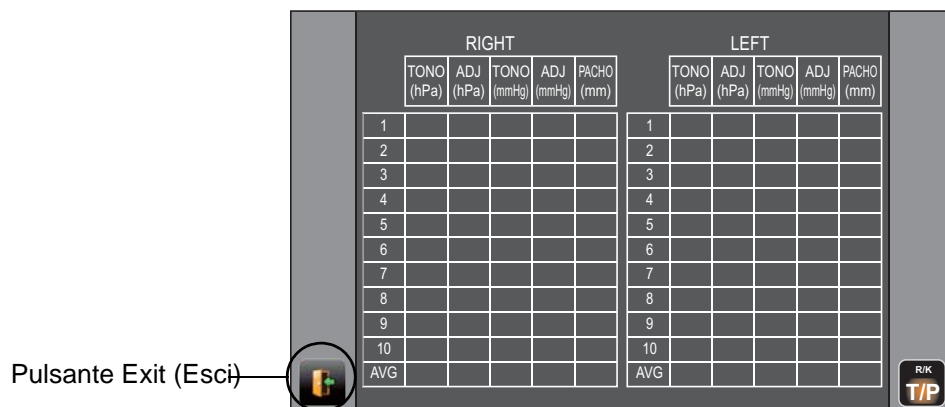 RIGHT LEFT
TONO (hPa) ADJ (hPa) TONO (mmHg) ADJ (mmHg) PACHO (mm) TONO (hPa) ADJ (hPa) TONO (mmHg) ADJ (mmHg) PACHO (mm)
1 1
2 2
3 3
4 4
5 5
6 6
7 7
8 8
9 9
10 10
AVG AVG
Pulsante Exit (Esci)
R/K
T/P